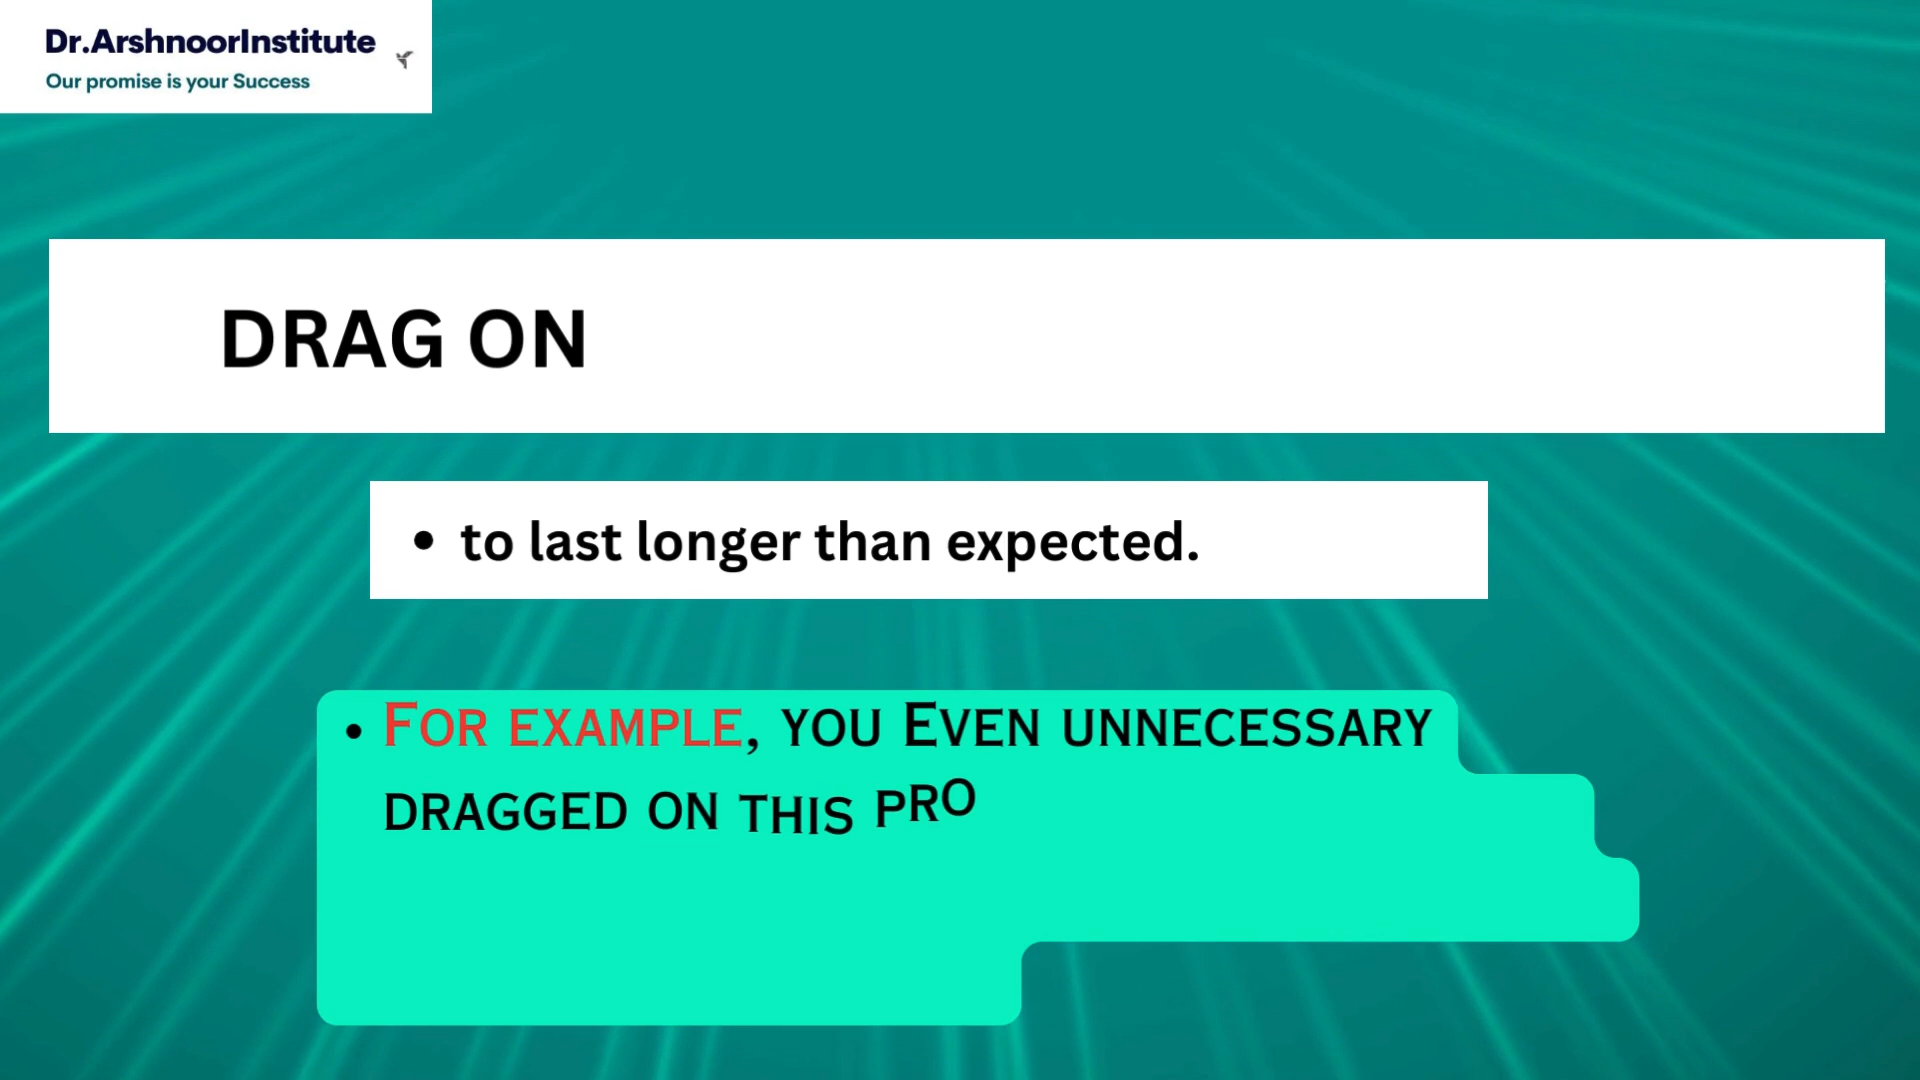 Dr.ArshnoorInstitute
Our promise is your Success
DRAG ON
• to last longer than expected.
• For example, you Even unnecessary
dragged on this pro